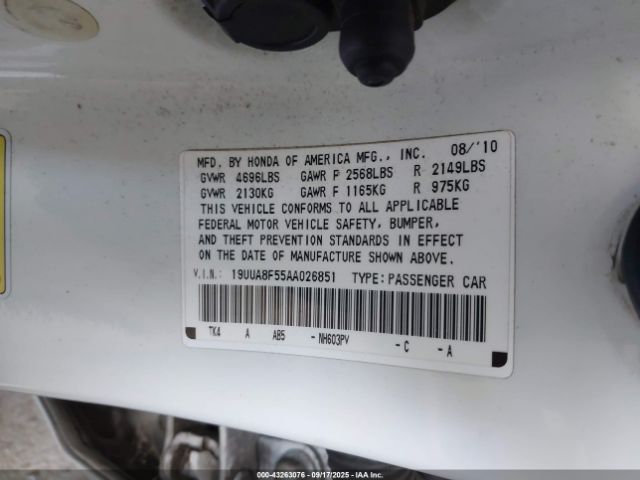 MFD. BY HONDA OF AMERICA MFG., INC. 08/'10
GVWR 4696LBS GAWR F 2568LBS R 2149LBS
GVWR 2130KG GAWR F 1165KG R 975KG
THIS VEHICLE CONFORMS TO ALL APPLICABLE
FEDERAL MOTOR VEHICLE SAFETY, BUMPER,
AND THEFT PREVENTION STANDARDS IN EFFECT
ON THE DATE OF MANUFACTURE SHOWN ABOVE.
V.I.N.: 19UUA8F55AA026851 TYPE: PASSENGER CAR
TK4 A AB5 - NH603PV - C - A
000-43263076 - 09/17/2025 - IAA Inc.